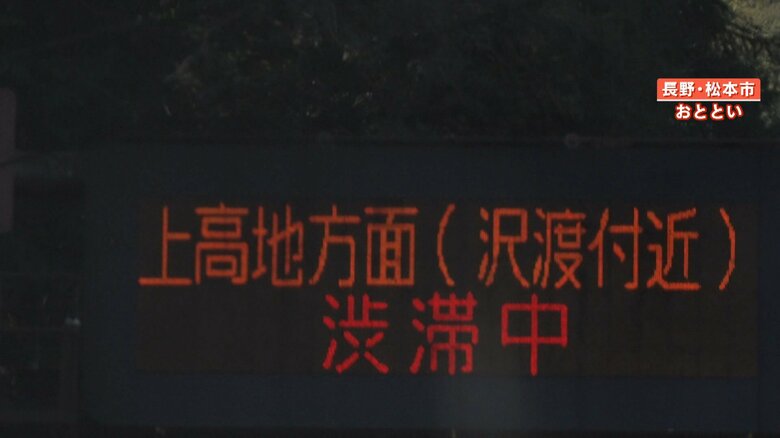 長野・松本市
おととい
上高地方面(沢渡付近)
渋滞中